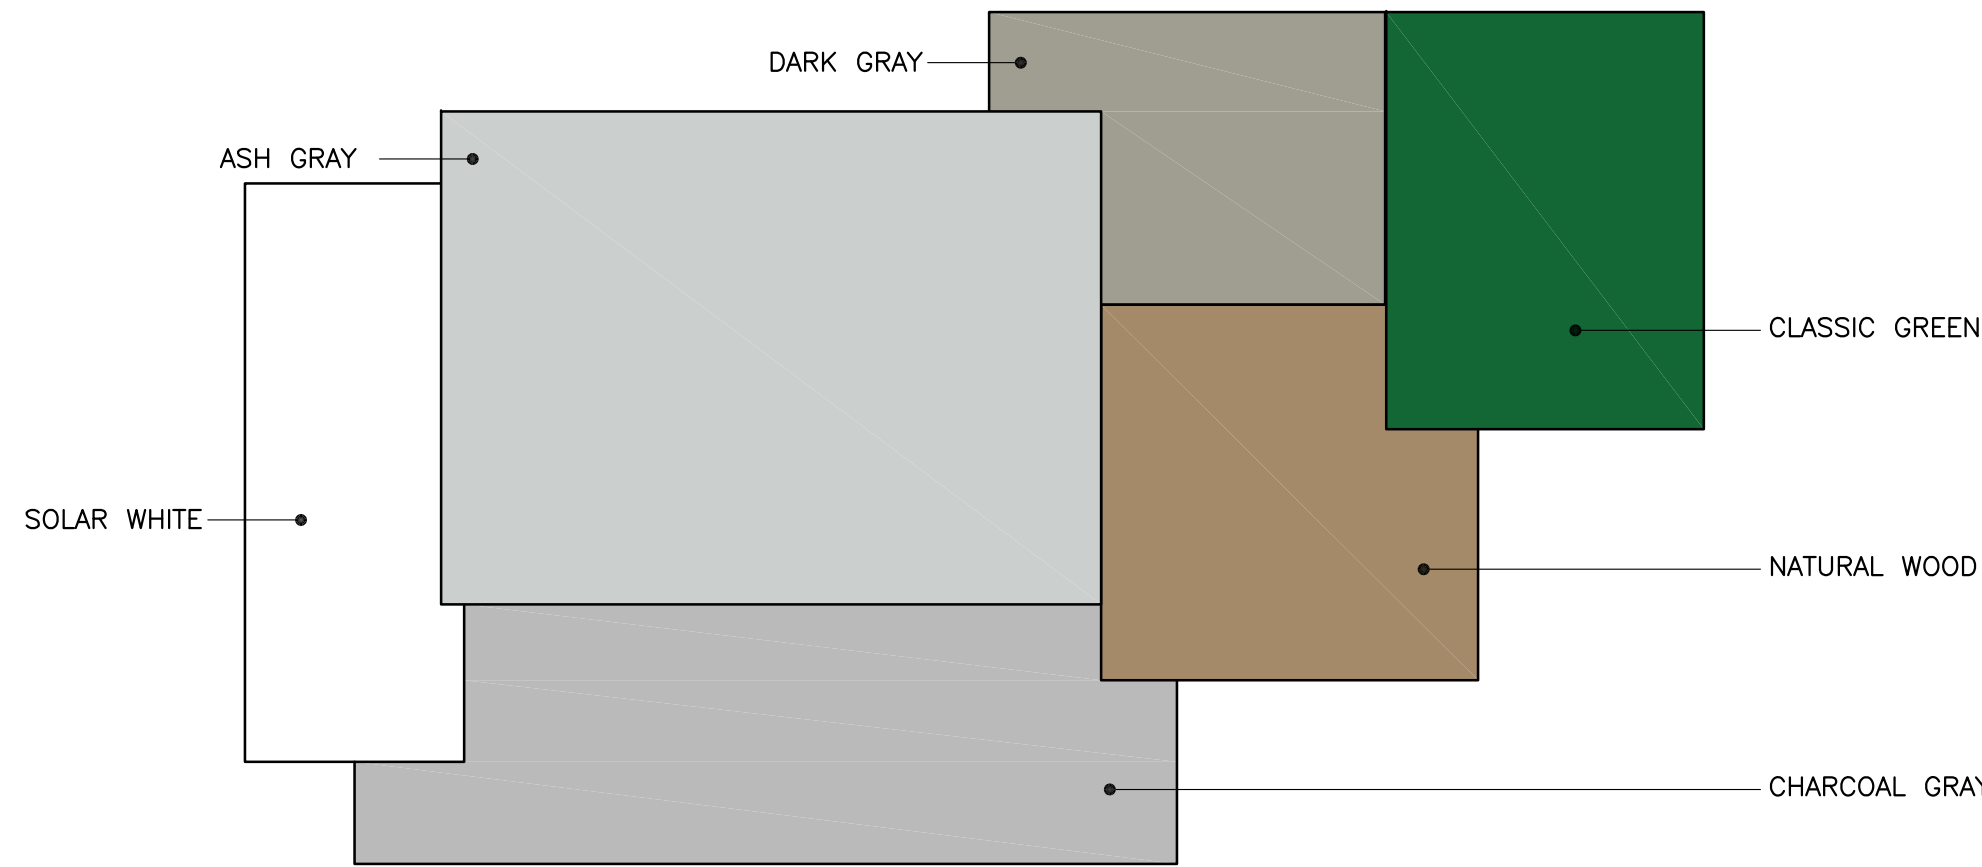 DARK GRAY
ASH GRAY
CLASSIC GREEN
SOLAR WHITE
NATURAL WOOD
CHARCOAL GRAY